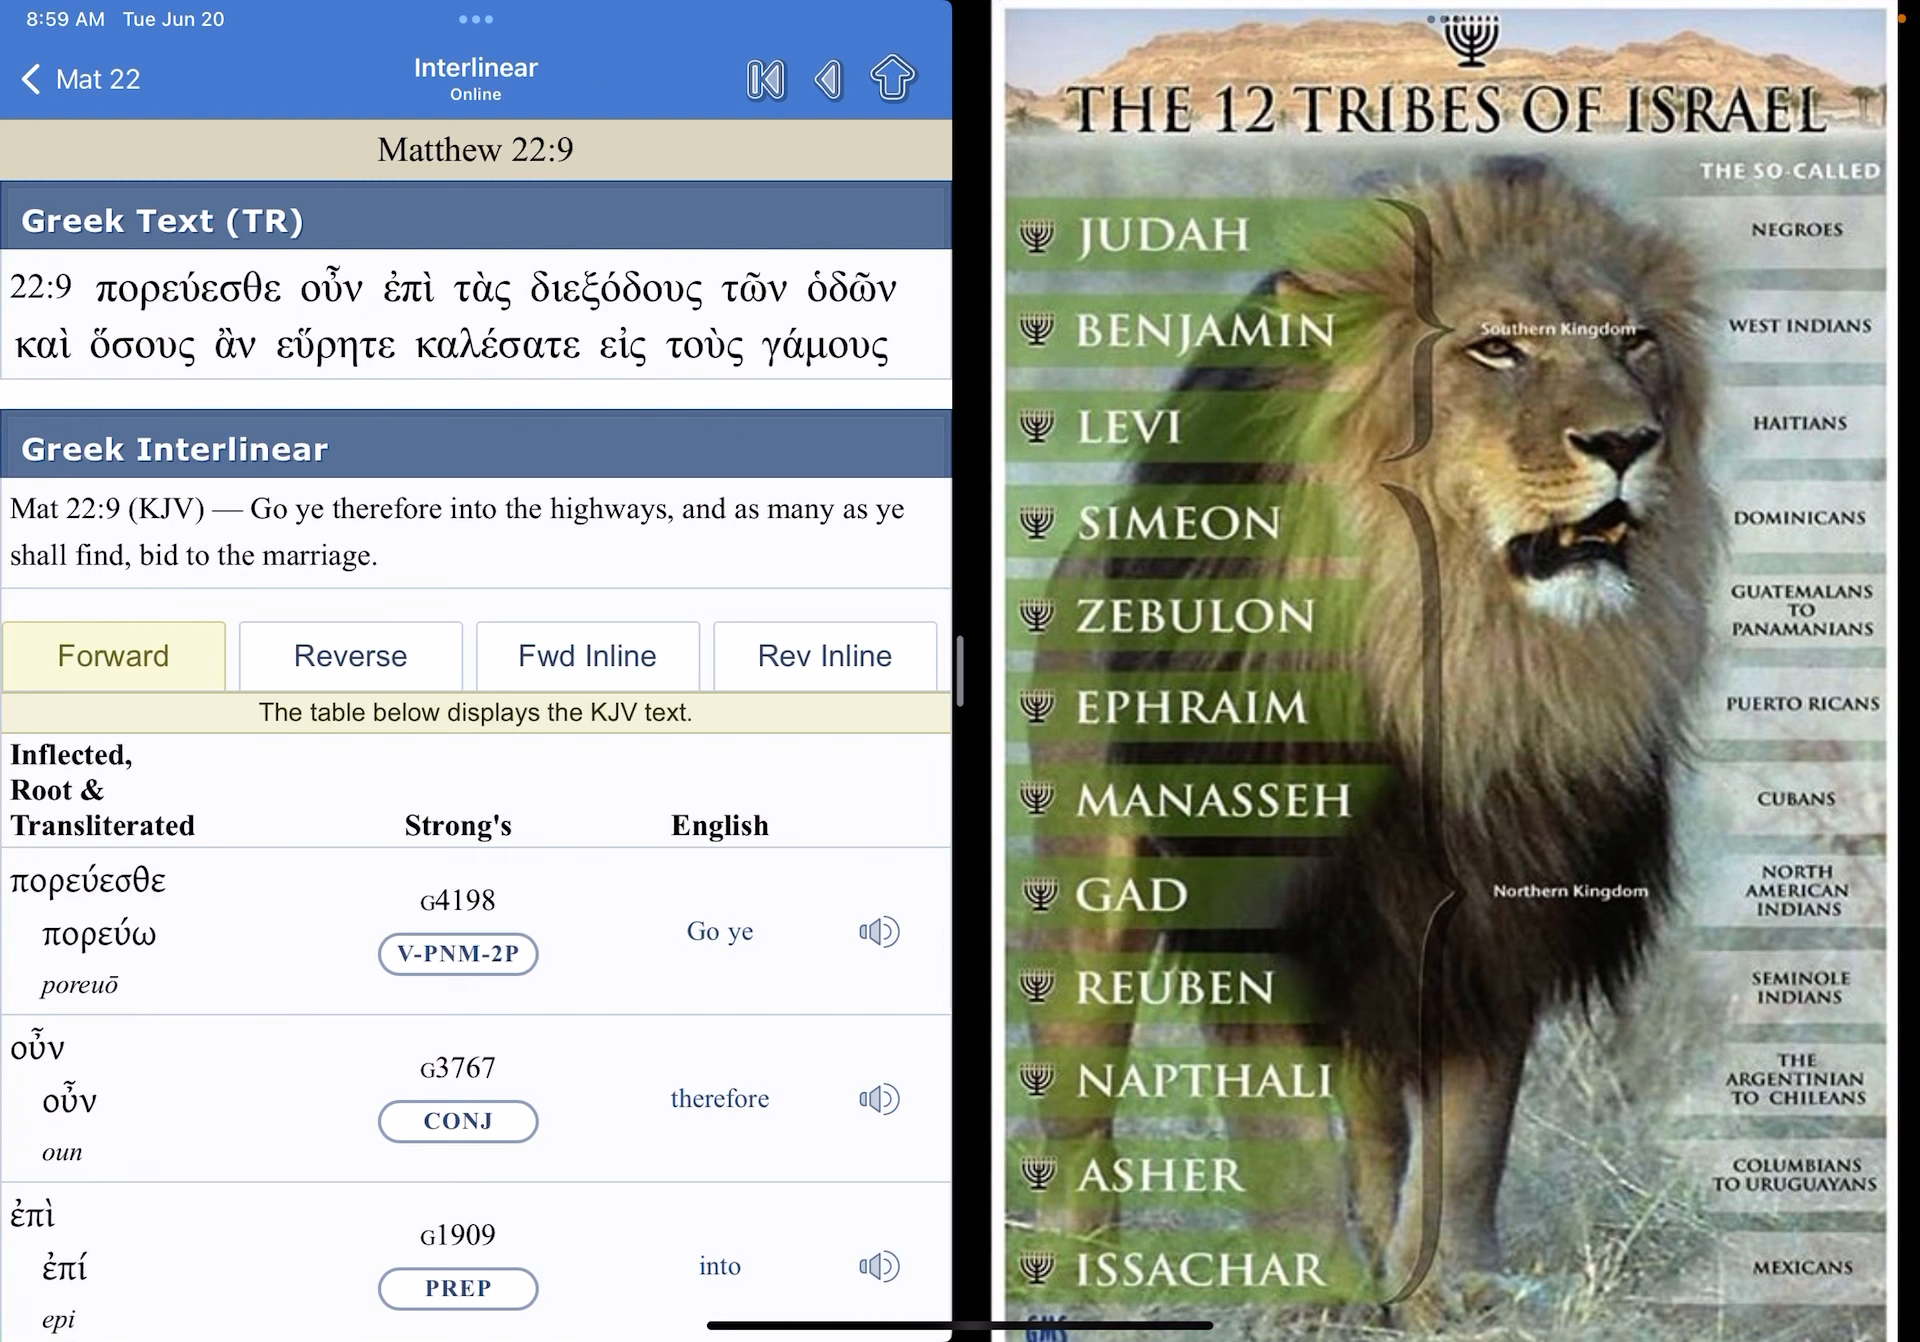 8:59 AM Tue Jun 20
Mat 22
Interlinear
Online
Matthew 22:9
Greek Text (TR)
22:9 πορεύεσθε οὖν ἐπὶ τὰς διεξόδους τῶν ὁδῶν
καὶ ὅσους ἂν εὕρητε καλέσατε εἰς τοὺς γάμους
Greek Interlinear
Mat 22:9 (KJV) — Go ye therefore into the highways, and as many as ye
shall find, bid to the marriage.
Forward Reverse Fwd Inline Rev Inline
The table below displays the KJV text.
Inflected,
Root &
Transliterated Strong's English
πορεύεσθε
πορεύω
poreuō
G4198
V-PNM-2P
Go ye
οὖν
οὖν
oun
G3767
CONJ
therefore
ἐπὶ
ἐπί
epi
G1909
PREP
into
THE 12 TRIBES OF ISRAEL
THE SO-CALLED
JUDAH
NEGROES
BENJAMIN
Southern Kingdom
WEST INDIANS
LEVI
HAITIANS
SIMEON
DOMINICANS
ZEBULON
GUATEMALANS
TO
PANAMANIANS
EPHRAIM
PUERTO RICANS
MANASSEH
CUBANS
GAD
Northern Kingdom
NORTH
AMERICAN
INDIANS
REUBEN
SEMINOLE
INDIANS
NAPTHALI
THE
ARGENTINIAN
TO CHILEANS
ASHER
COLUMBIANS
TO URUGUAYANS
ISSACHAR
MEXICANS
GMS